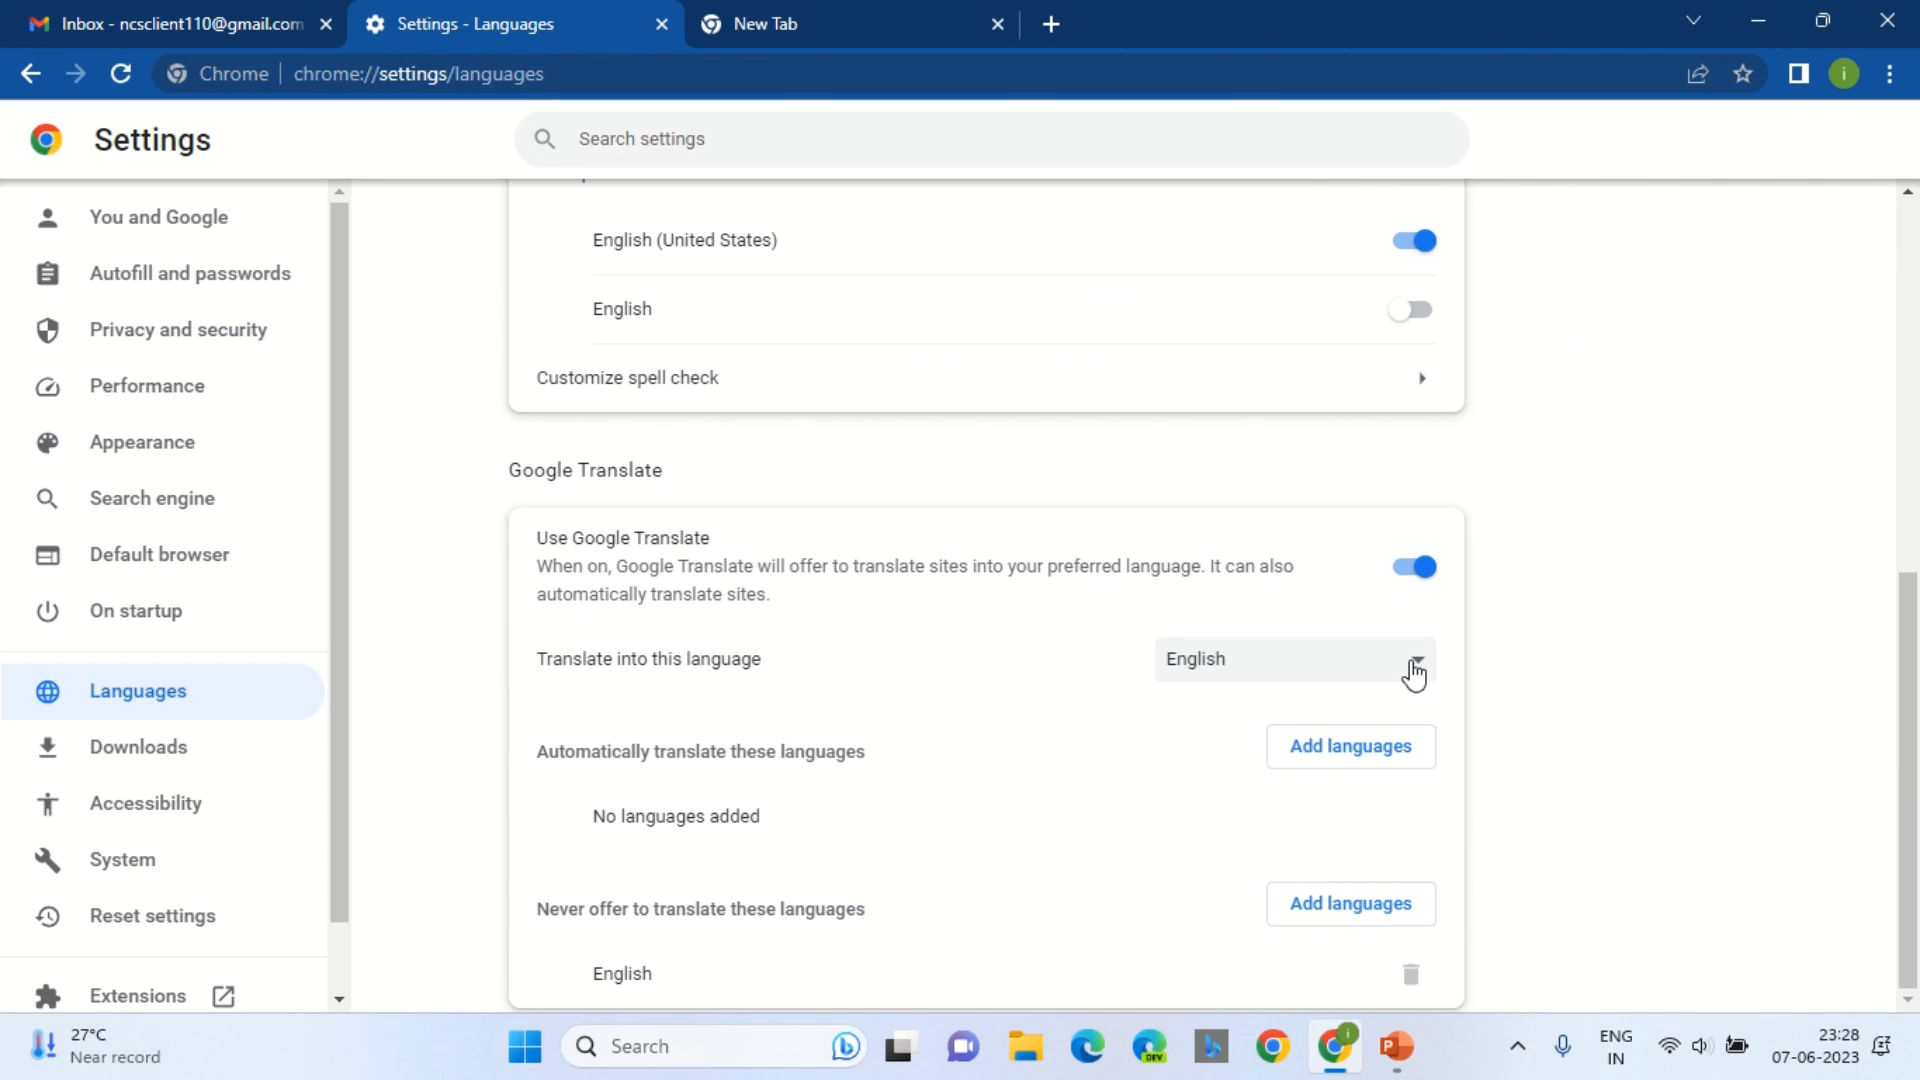 Inbox - ncsclient110@gmail.com
Settings - Languages
New Tab
Chrome
chrome://settings/languages
i
Settings
Search settings
You and Google
Autofill and passwords
Privacy and security
Performance
Appearance
Search engine
Default browser
On startup
Languages
Downloads
Accessibility
System
Reset settings
Extensions
English (United States)
English
Customize spell check
Google Translate
Use Google Translate
When on, Google Translate will offer to translate sites into your preferred language. It can also
automatically translate sites.
Translate into this language
English
Automatically translate these languages
Add languages
No languages added
Never offer to translate these languages
Add languages
English
27°C
Near record
Search
DEV
i
P
ENG
IN
23:28
07-06-2023